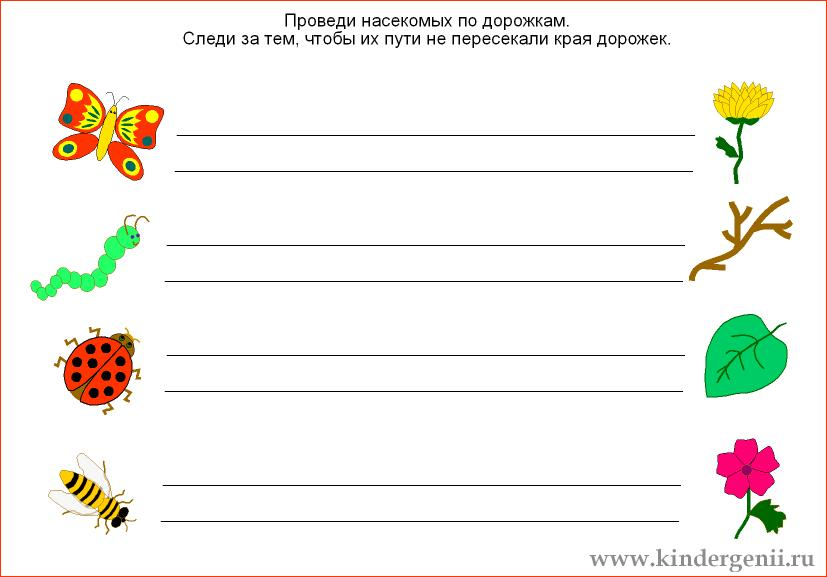 Проведи насекомых по дорожкам.
Следи за тем, чтобы их пути не пересекали края дорожек.
www.kindergenii.ru